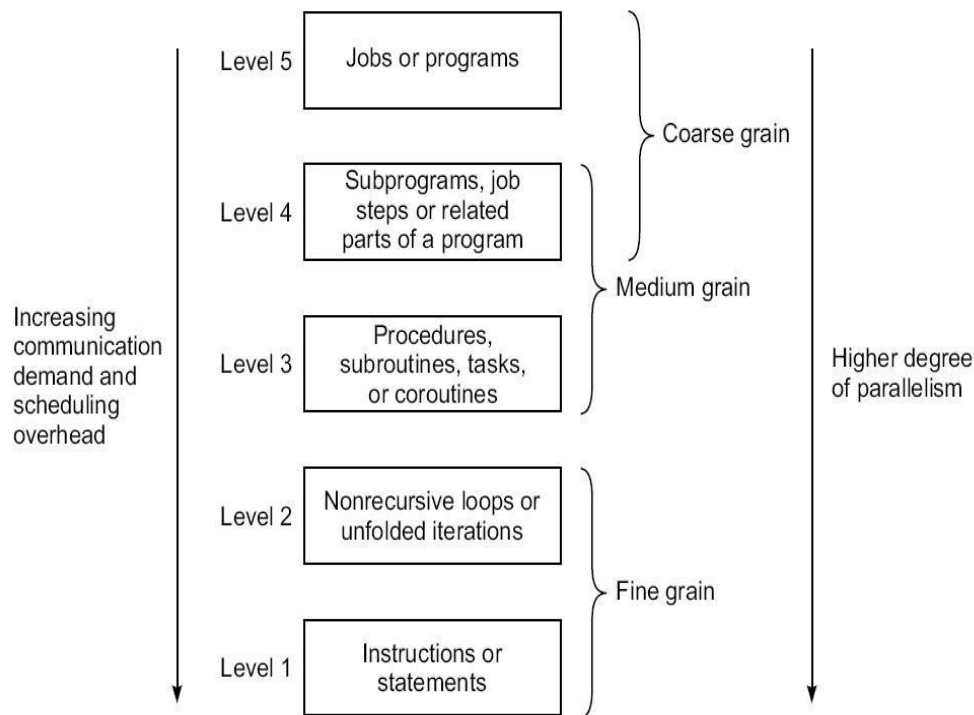 Level 5
Jobs or programs
Coarse grain
Level 4
Subprograms, job
steps or related
parts of a program
Medium grain
Increasing
communication
demand and
scheduling
overhead
Level 3
Procedures,
subroutines, tasks,
or coroutines
Higher degree
of parallelism
Level 2
Nonrecursive loops or
unfolded iterations
Fine grain
Level 1
Instructions or
statements